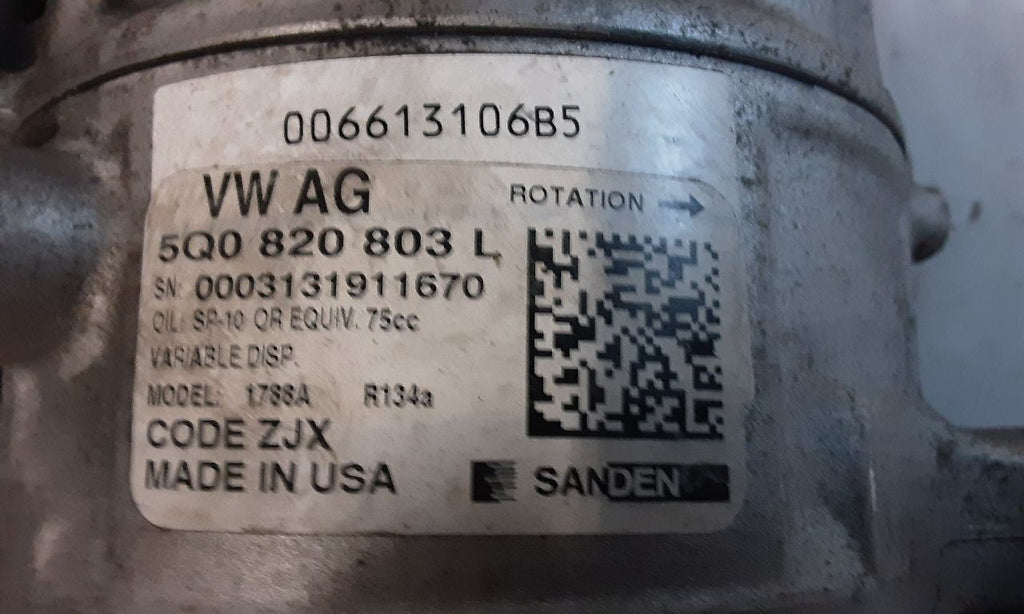 006613106B5
VW AG
ROTATION →
5Q0 820 803 L
SN: 0003131911670
OIL: SP-10 OR EQUIV. 75cc
VARIABLE DISP.
MODEL: 1788A R134a
CODE ZJX
MADE IN USA
SANDEN